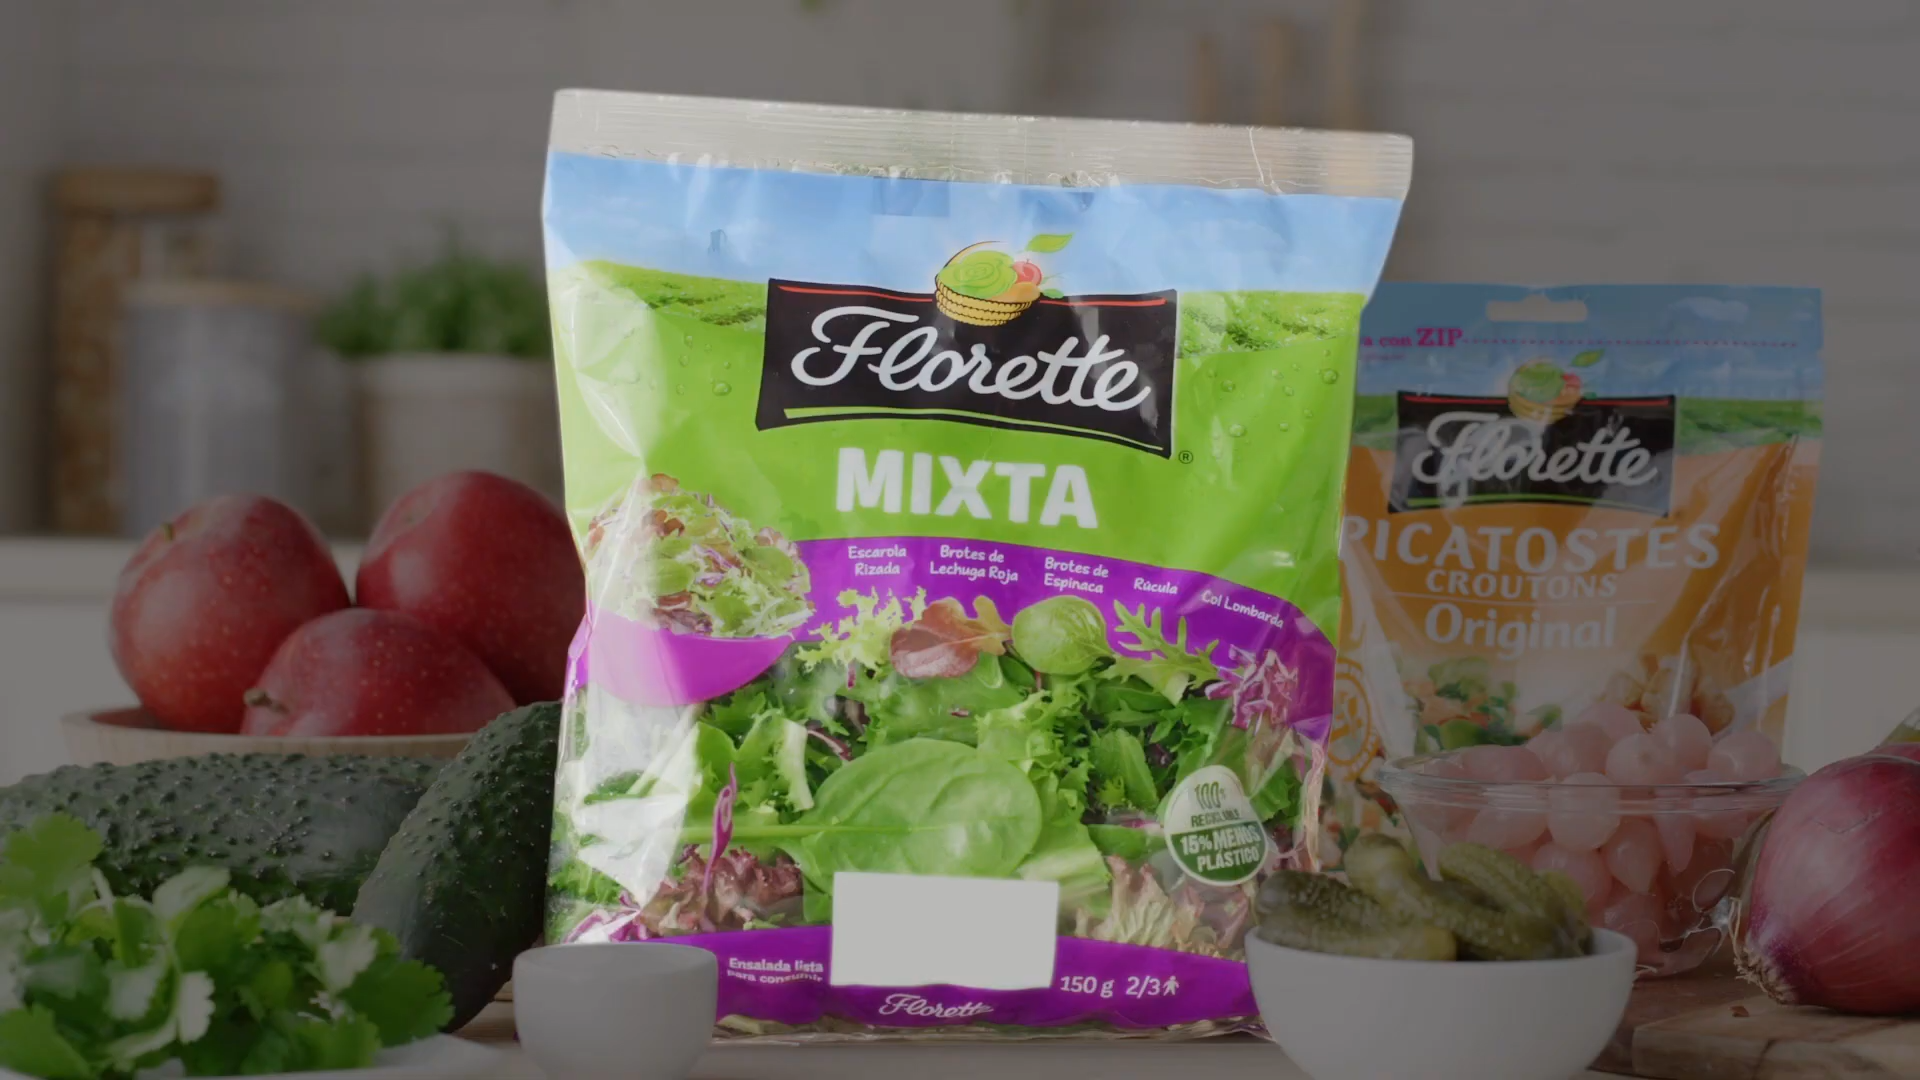 Florette
®
MIXTA
Escarola
Rizada
Brotes de
Lechuga Roja
Brotes de
Espinaca
Rúcula
Col Lombarda
100%
RECICLABLE
15% MENOS
PLÁSTICO
Ensalada lista
para consumir
150 g 2/3
Florette
a con ZIP
Florette
PICATOSTES
CROUTONS
Original